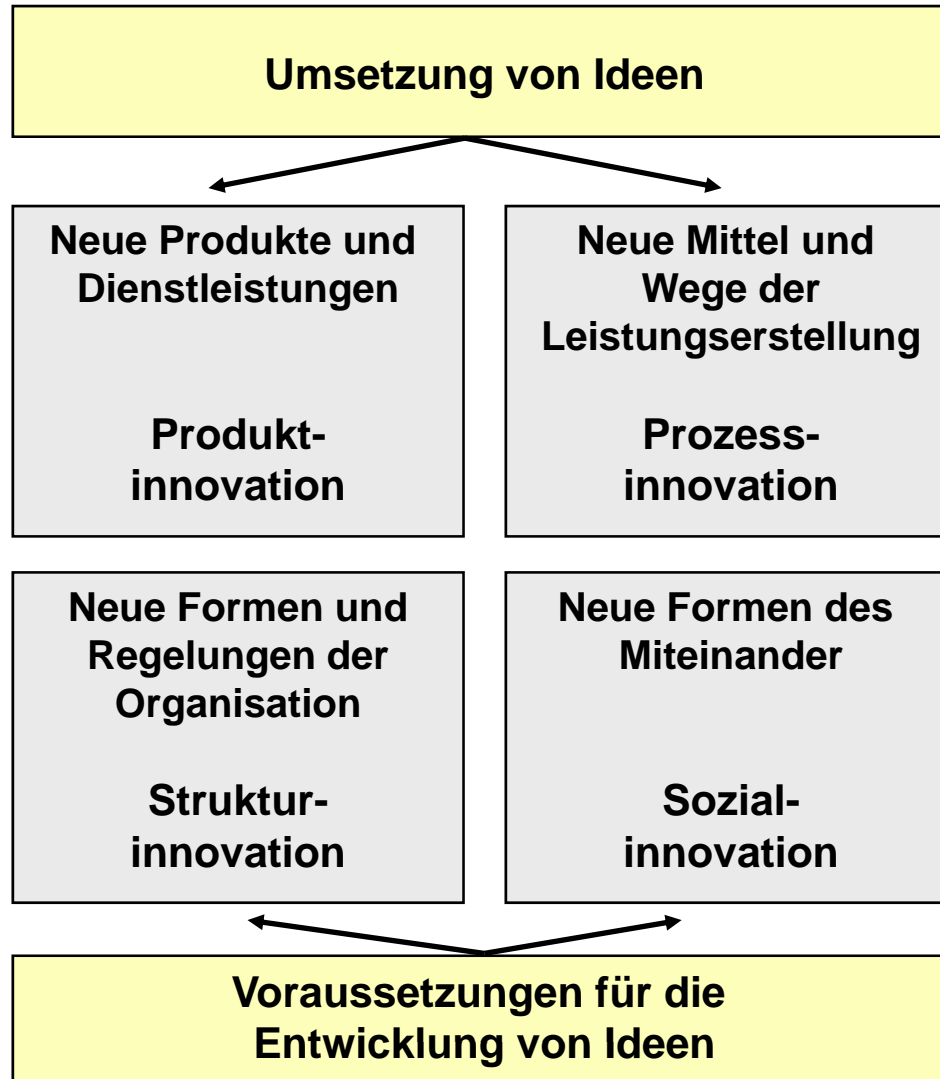 Umsetzung von Ideen
Neue Produkte und
Dienstleistungen
Produkt-
innovation
Neue Mittel und
Wege der
Leistungserstellung
Prozess-
innovation
Neue Formen und
Regelungen der
Organisation
Struktur-
innovation
Neue Formen des
Miteinander
Sozial-
innovation
Voraussetzungen für die
Entwicklung von Ideen